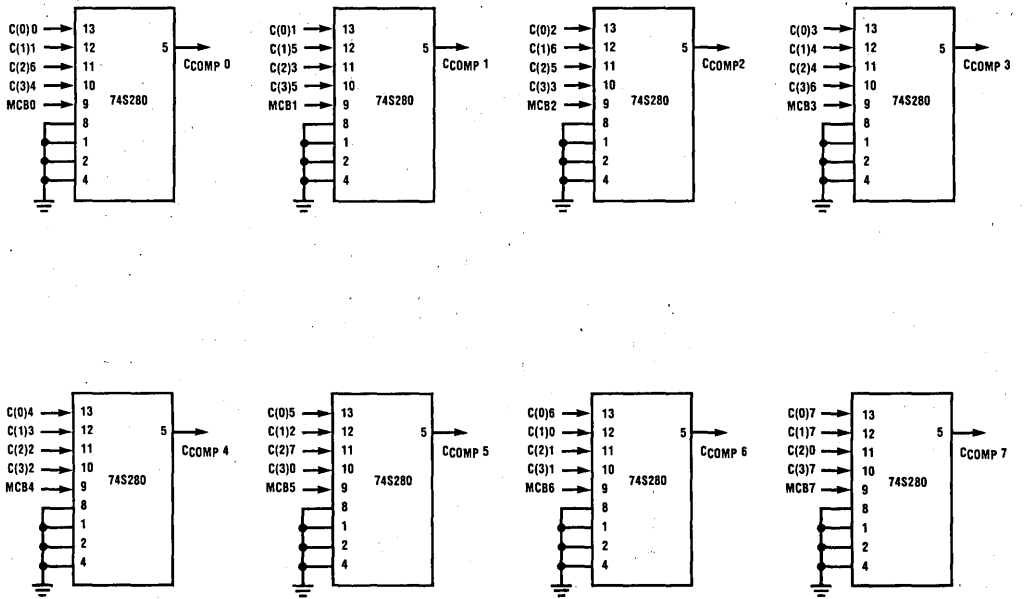 C(0)0 13
C(1)1 12 5
C(2)6 11 CCOMP 0
C(3)4 10
MCB0 9 74S280
8
1
2
4
C(0)1 13
C(1)5 12 5
C(2)3 11 CCOMP 1
C(3)5 10
MCB1 9 74S280
8
1
2
4
C(0)2 13
C(1)6 12 5
C(2)5 11 CCOMP2
C(3)3 10
MCB2 9 74S280
8
1
2
4
C(0)3 13
C(1)4 12 5
C(2)4 11 CCOMP 3
C(3)6 10
MCB3 9 74S280
8
1
2
4
C(0)4 13
C(1)3 12 5
C(2)2 11 CCOMP 4
C(3)2 10
MCB4 9 74S280
8
1
2
4
C(0)5 13
C(1)2 12 5
C(2)7 11 CCOMP 5
C(3)0 10
MCB5 9 74S280
8
1
2
4
C(0)6 13
C(1)0 12 5
C(2)1 11 CCOMP 6
C(3)1 10
MCB6 9 74S280
8
1
2
4
C(0)7 13
C(1)7 12 5
C(2)0 11 CCOMP 7
C(3)7 10
MCB7 9 74S280
8
1
2
4